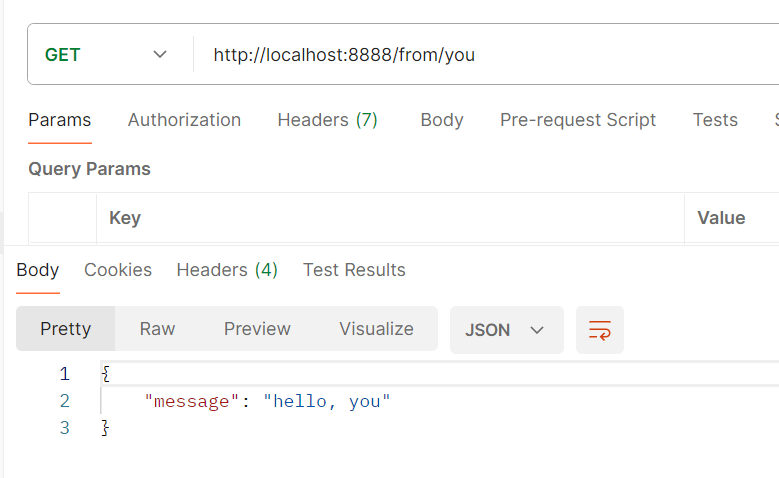 GET http://localhost:8888/from/you
Params Authorization Headers (7) Body Pre-request Script Tests
Query Params
Key Value
Body Cookies Headers (4) Test Results
Pretty Raw Preview Visualize JSON
1 {
2 "message": "hello, you"
3 }